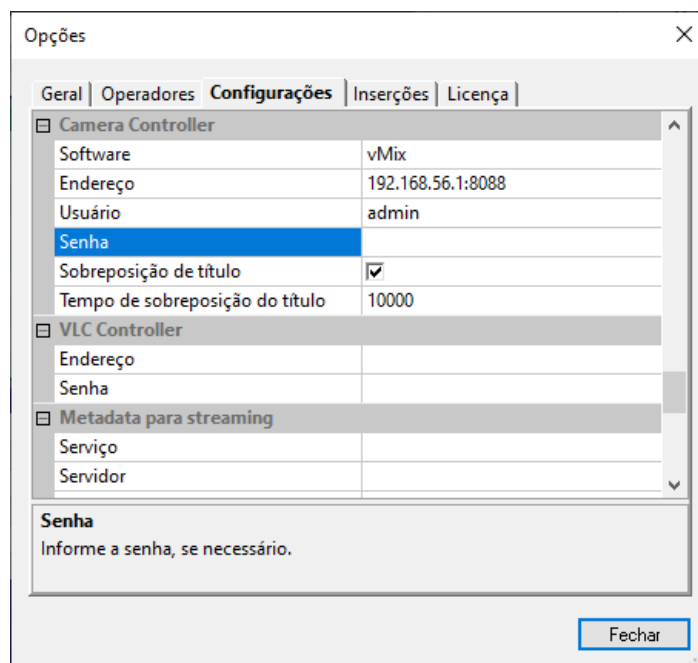 Opções
Geral Operadores Configurações Inserções Licença
Camera Controller
Software vMix
Endereço 192.168.56.1:8088
Usuário admin
Senha
Sobreposição de título
Tempo de sobreposição do título 10000
VLC Controller
Endereço
Senha
Metadata para streaming
Serviço
Servidor
Senha
Informe a senha, se necessário.
Fechar